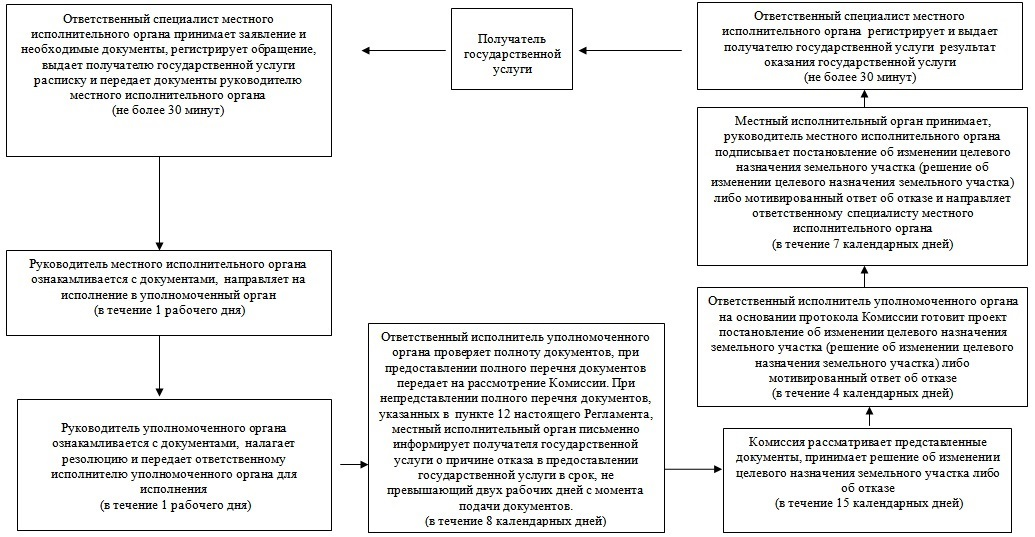 Получатель
государственной
услуги
Ответственный специалист местного
исполнительного органа принимает заявление и
необходимые документы, регистрирует обращение,
выдает получателю государственной услуги
расписку и передает документы руководителю
местного исполнительного органа
(не более 30 минут)
Руководитель местного исполнительного органа
ознакамливается с документами, направляет на
исполнение в уполномоченный орган
(в течение 1 рабочего дня)
Руководитель уполномоченного органа
ознакамливается с документами, налагает
резолюцию и передает ответственному
исполнителю уполномоченного органа для
исполнения
(в течение 1 рабочего дня)
Ответственный исполнитель уполномоченного
органа проверяет полноту документов, при
предоставлении полного перечня документов
передает на рассмотрение Комиссии. При
непредставлении полного перечня документов,
указанных в пункте 12 настоящего Регламента,
местный исполнительный орган письменно
информирует получателя государственной
услуги о причине отказа в предоставлении
государственной услуги в срок, не
превышающий двух рабочих дней с момента
подачи документов.
(в течение 8 календарных дней)
Комиссия рассматривает представленные
документы, принимает решение об изменении
целевого назначения земельного участка либо
об отказе
(в течение 15 календарных дней)
Ответственный исполнитель уполномоченного органа
на основании протокола Комиссии готовит проект
постановление об изменении целевого назначения
земельного участка (решение об изменении целевого
назначения земельного участка) либо
мотивированный ответ об отказе
(в течение 4 календарных дней)
Местный исполнительный орган принимает,
руководитель местного исполнительного органа
подписывает постановление об изменении целевого
назначения земельного участка (решение об
изменении целевого назначения земельного участка)
либо мотивированный ответ об отказе и направляет
ответственному специалисту местного
исполнительного органа
(в течение 7 календарных дней)
Ответственный специалист местного
исполнительного органа регистрирует и выдает
получателю государственной услуги результат
оказания государственной услуги
(не более 30 минут)